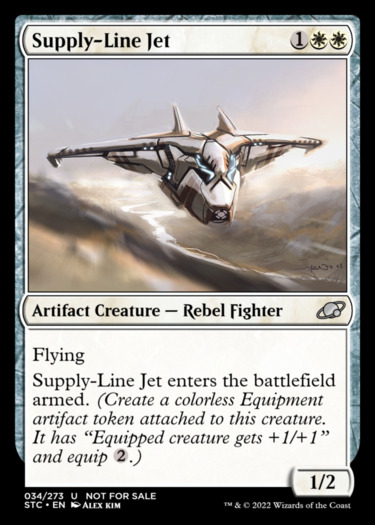 Supply-Line Jet 1
Artifact Creature — Rebel Fighter
Flying
Supply-Line Jet enters the battlefield
armed. (Create a colorless Equipment
artifact token attached to this creature.
It has “Equipped creature gets +1/+1”
and equip 2.)
1/2
034/273 U NOT FOR SALE
STC • EN ALEX KIM
™ & © 2022 Wizards of the Coast